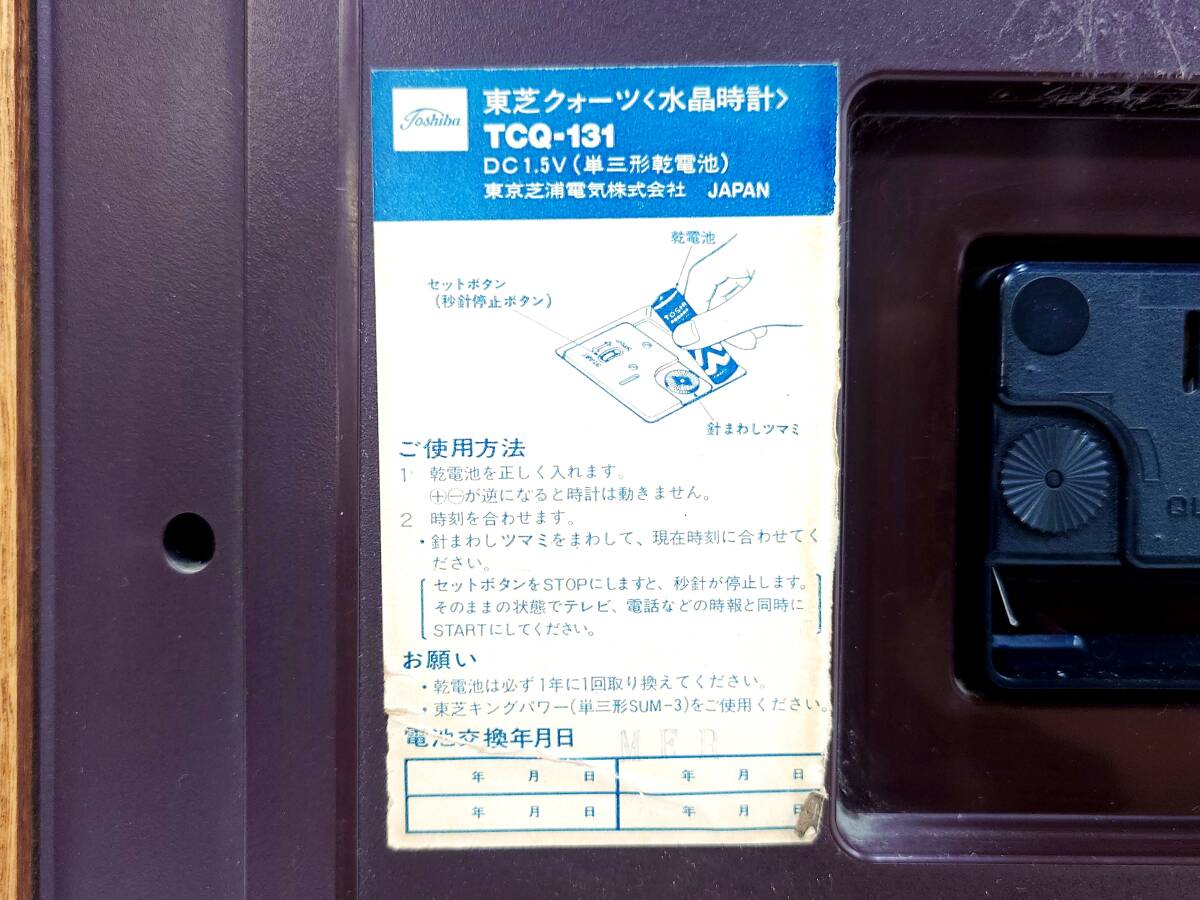 Toshiba
東芝クォーツ<水晶時計>
TCQ-131
DC1.5V(単三形乾電池)
東京芝浦電気株式会社 JAPAN
乾電池
セットボタン
(秒針停止ボタン)
針まわしツマミ
ご使用方法
1 乾電池を正しく入れます。
⊕⊖が逆になると時計は動きません。
2 時刻を合わせます。
・針まわしツマミをまわして、現在時刻に合わせてく
ださい。
セットボタンをSTOPにしますと、秒針が停止します。
そのままの状態でテレビ、電話などの時報と同時に
STARTにしてください。
お願い
・乾電池は必ず1年に1回取り換えてください。
・東芝キングパワー(単三形SUM-3)をご使用ください。
電池交換年月日
年 月 日 年 月 日
年 月 日 年 月 日